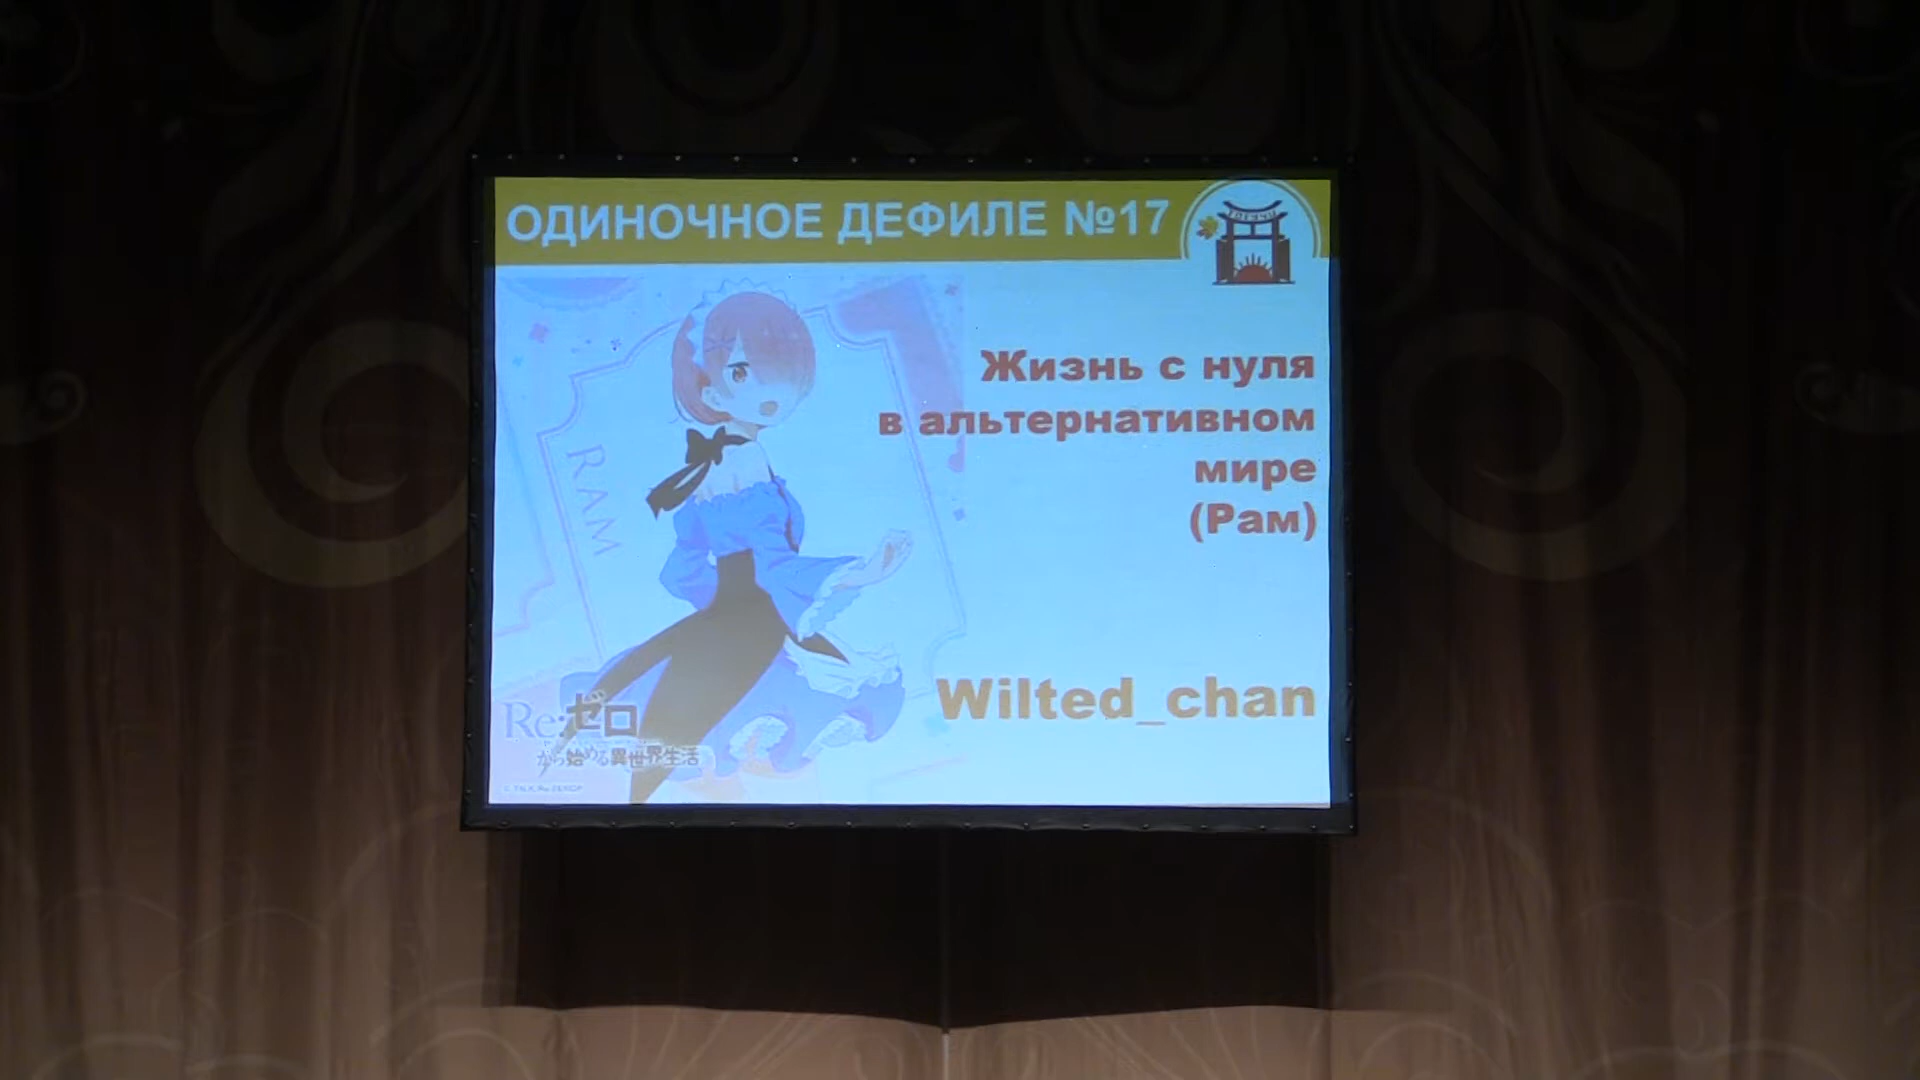 ОДИНОЧНОЕ ДЕФИЛЕ №17
Жизнь с нуля
в альтернативном
мире
(Рам)
RAM
Wilted_chan
Re:ゼロ
から始める異世界生活